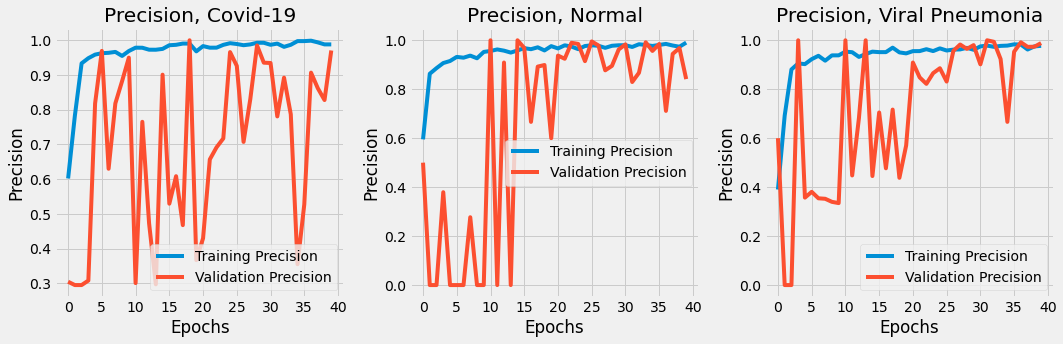 Precision, Covid-19
1.0
0.9
0.8
0.7
0.6
0.5
0.4
0.3
Precision
Training Precision
Validation Precision
0 5 10 15 20 25 30 35 40
Epochs
Precision, Normal
1.0
0.8
0.6
0.4
0.2
0.0
Precision
Training Precision
Validation Precision
0 5 10 15 20 25 30 35 40
Epochs
Precision, Viral Pneumonia
1.0
0.8
0.6
0.4
0.2
0.0
Precision
Training Precision
Validation Precision
0 5 10 15 20 25 30 35 40
Epochs